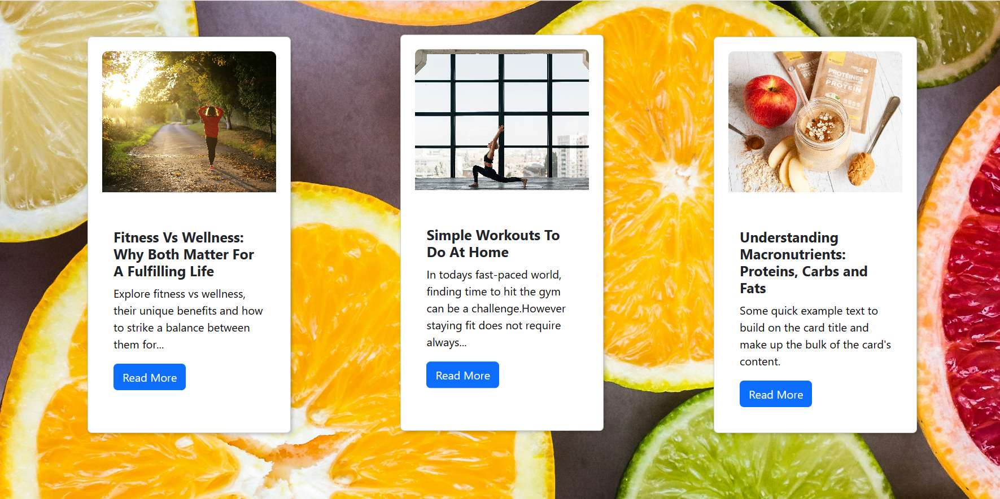 Fitness Vs Wellness:
Why Both Matter For
A Fulfilling Life
Explore fitness vs wellness,
their unique benefits and how
to strike a balance between
them for...
Read More
Simple Workouts To
Do At Home
In todays fast-paced world,
finding time to hit the gym
can be a challenge.However
staying fit does not require
always...
Read More
PROTÉINES
PROTEIN
Understanding
Macronutrients:
Proteins, Carbs and
Fats
Some quick example text to
build on the card title and
make up the bulk of the card's
content.
Read More